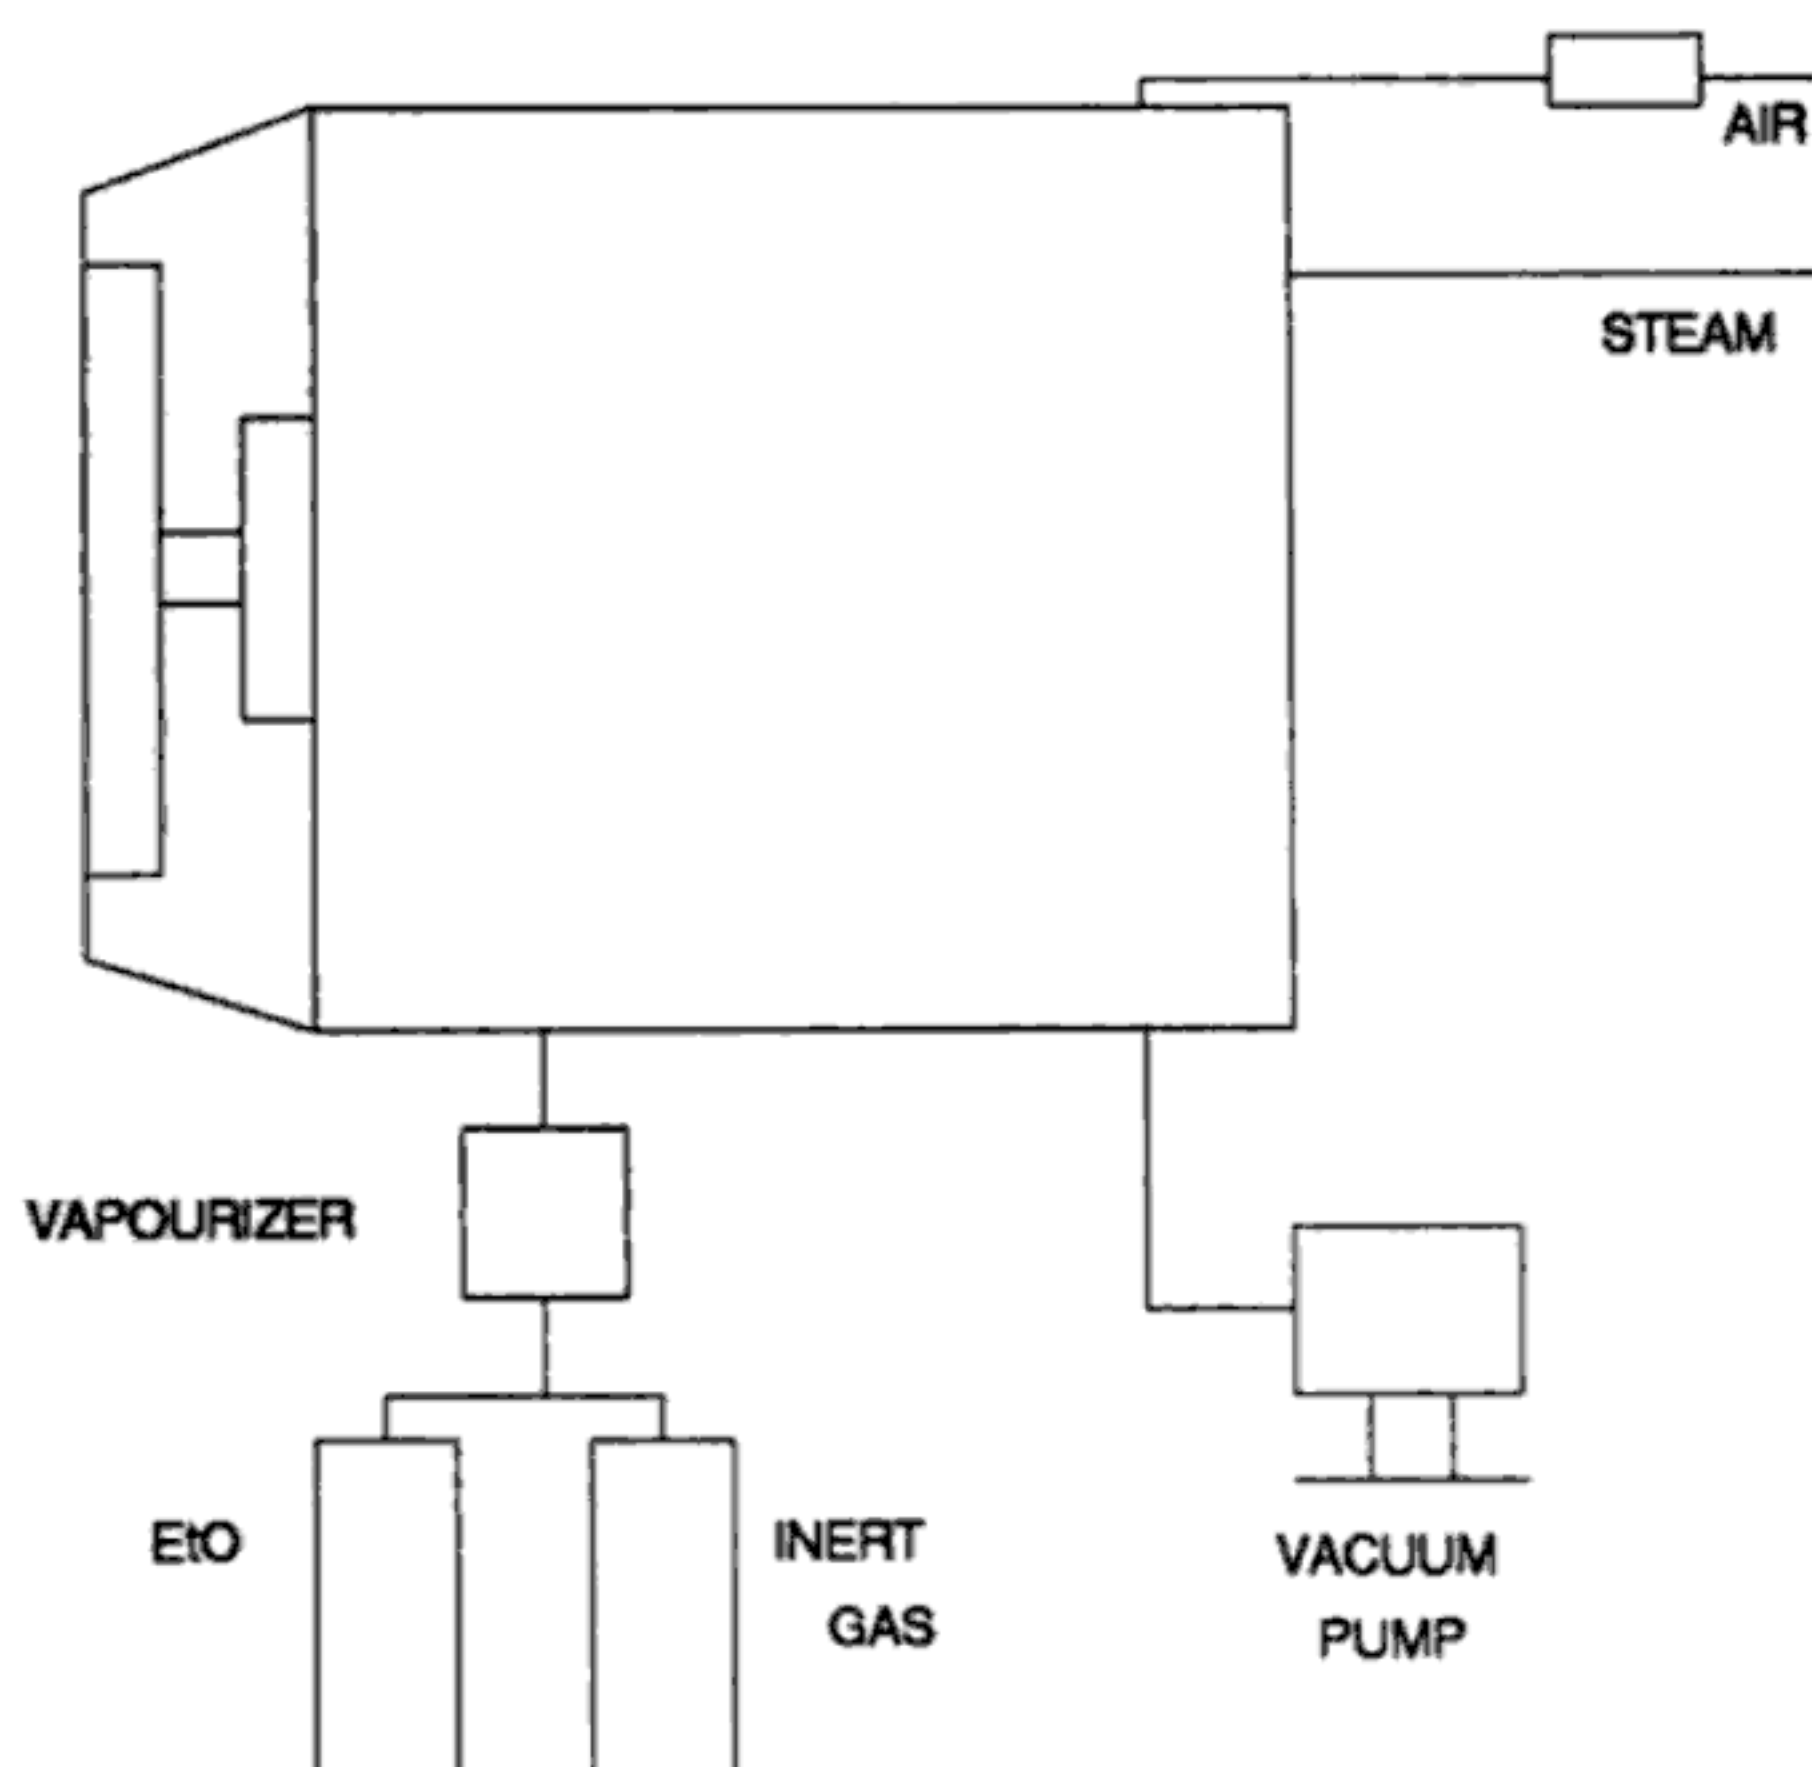 AIR
STEAM
VAPOURIZER
EtO
INERT
GAS
VACUUM
PUMP